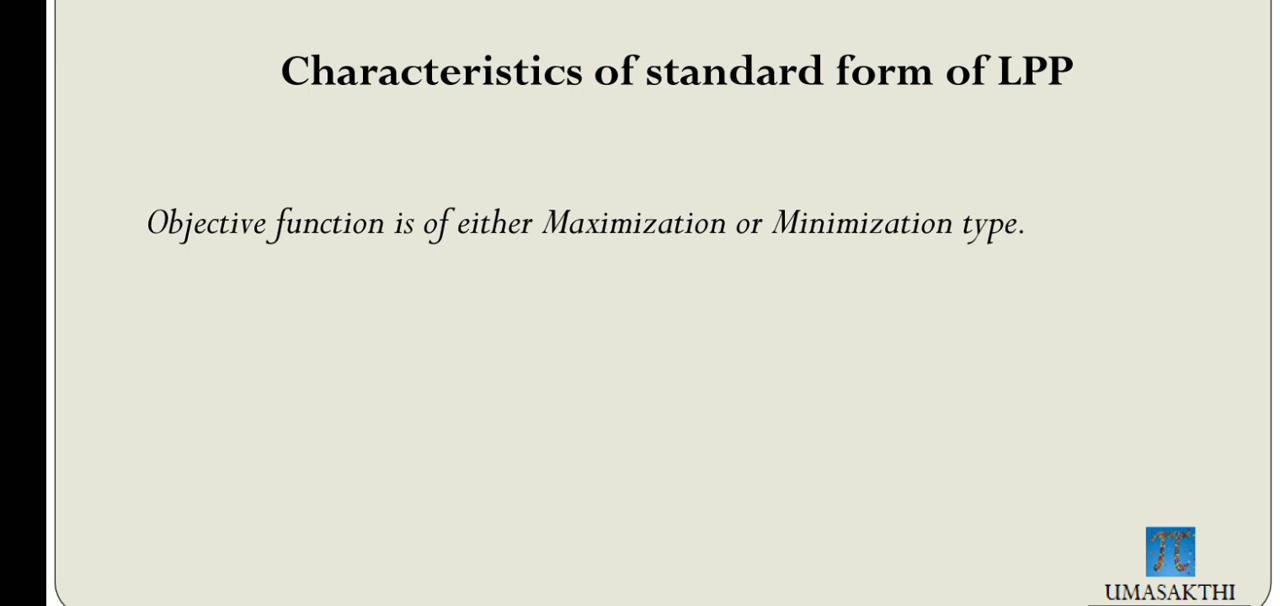 Characteristics of standard form of LPP
Objective function is of either Maximization or Minimization type.
UMASAKTHI